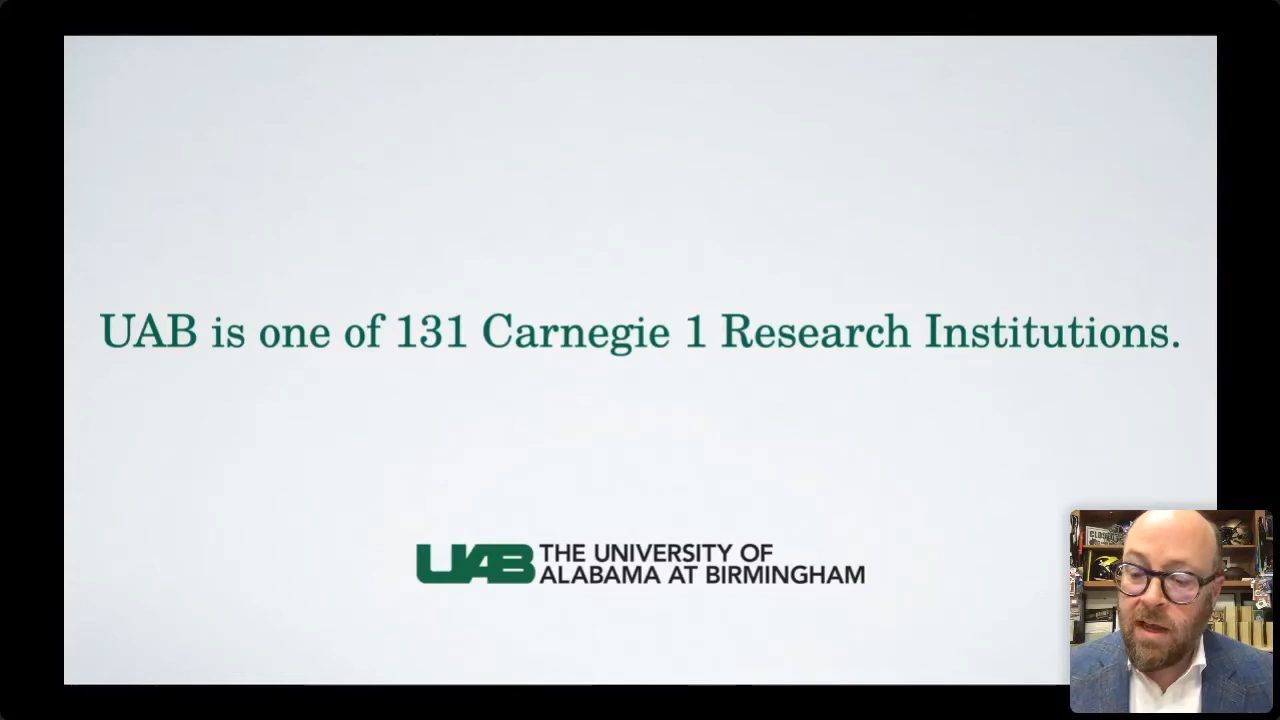 UAB is one of 131 Carnegie 1 Research Institutions.
UAB THE UNIVERSITY OF
ALABAMA AT BIRMINGHAM